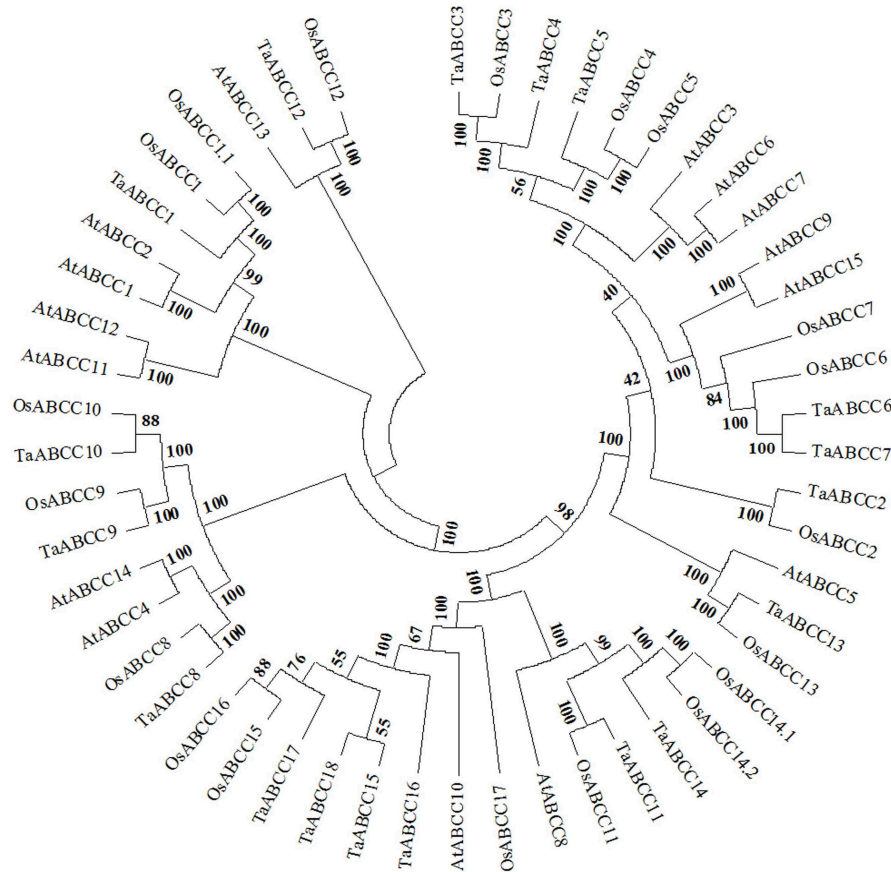 TaABCC3
OsABCC3
TaABCC4
TaABCC5
OsABCC4
OsABCC5
AtABCC3
AtABCC6
AtABCC7
AtABCC9
AtABCC15
OsABCC7
OsABCC6
TaABCC6
TaABCC7
TaABCC2
OsABCC2
AtABCC5
TaABCC13
OsABCC13
OsABCC14.1
OsABCC14.2
TaABCC14
TaABCC11
OsABCC11
AtABCC8
OsABCC17
AtABCC10
TaABCC16
TaABCC15
TaABCC18
TaABCC17
OsABCC15
OsABCC16
TaABCC8
OsABCC8
AtABCC4
AtABCC14
TaABCC9
OsABCC9
TaABCC10
OsABCC10
AtABCC11
AtABCC12
AtABCC1
AtABCC2
TaABCC1
OsABCC1
OsABCC1.1
AtABCC13
TaABCC12
OsABCC12
100
100
56
100
100
100
100
100
40
100
100
84
100
100
42
100
100
100
100
98
100
100
99
100
100
100
100
67
100
55
55
76
88
100
100
100
100
100
100
88
100
100
100
99
100
100
100
100
100